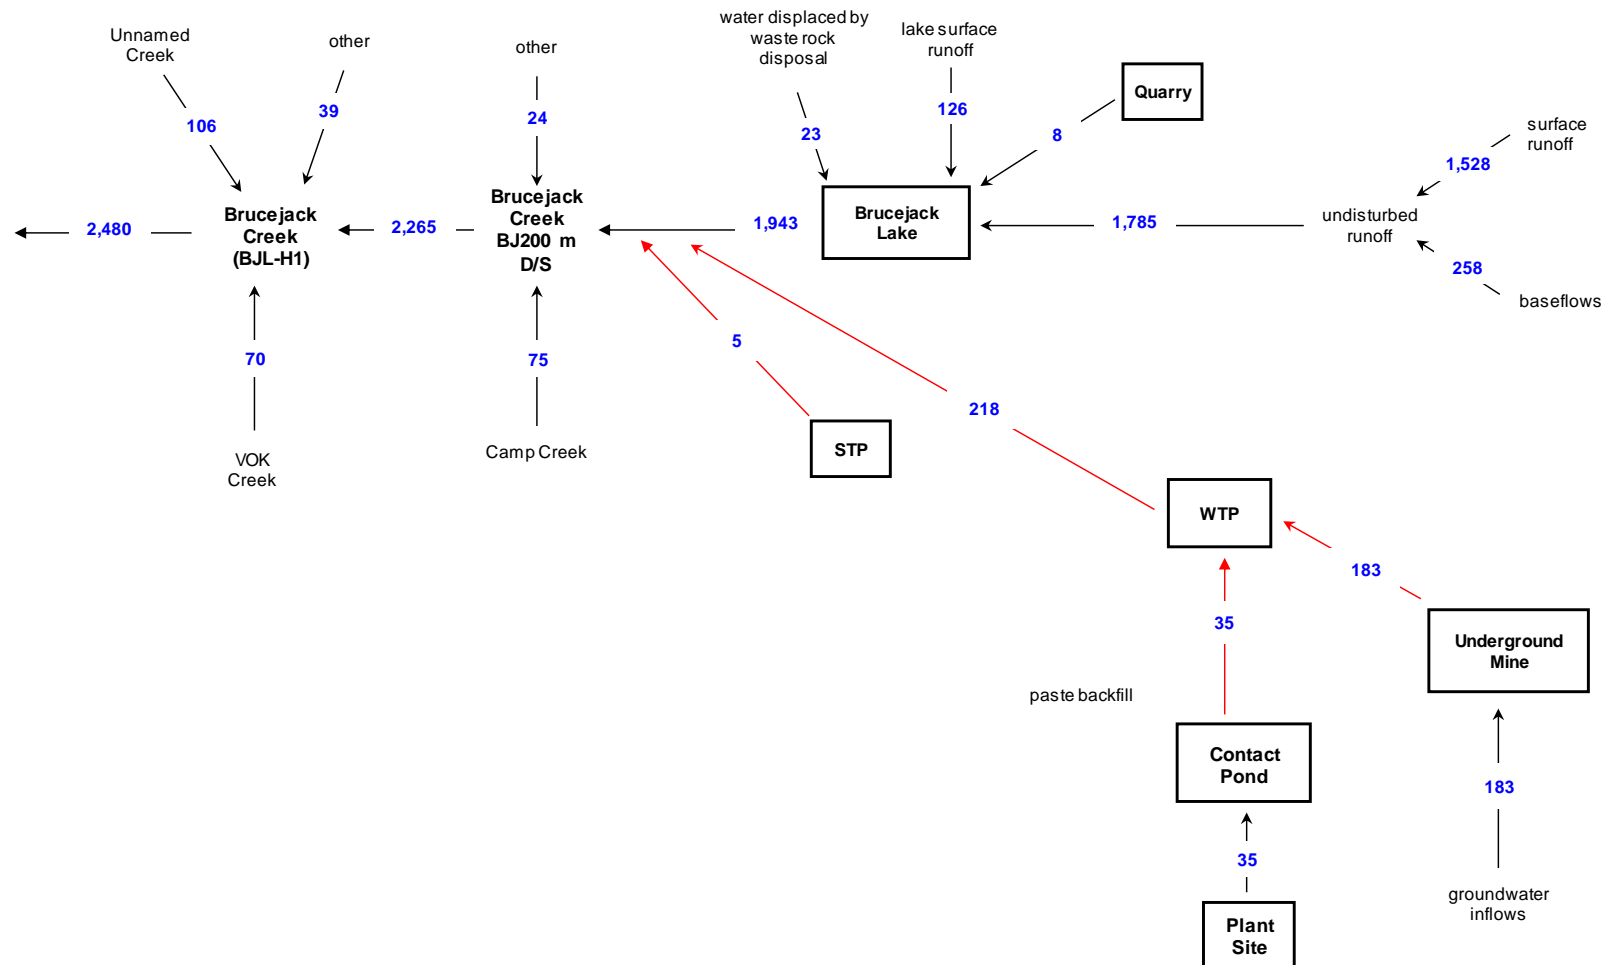 Unnamed
Creek
other
other
water displaced by
waste rock
disposal
lake surface
runoff
Quarry
surface
runoff
106
39
24
23
126
8
1,528
Brucejack
Creek
(BJL-H1)
Brucejack
Creek
BJ200 m
D/S
Brucejack
Lake
undisturbed
runoff
2,480
2,265
1,943
1,785
258
baseflows
70
75
5
218
VOK
Creek
Camp Creek
STP
WTP
183
35
Underground
Mine
paste backfill
Contact
Pond
183
35
groundwater
inflows
Plant
Site